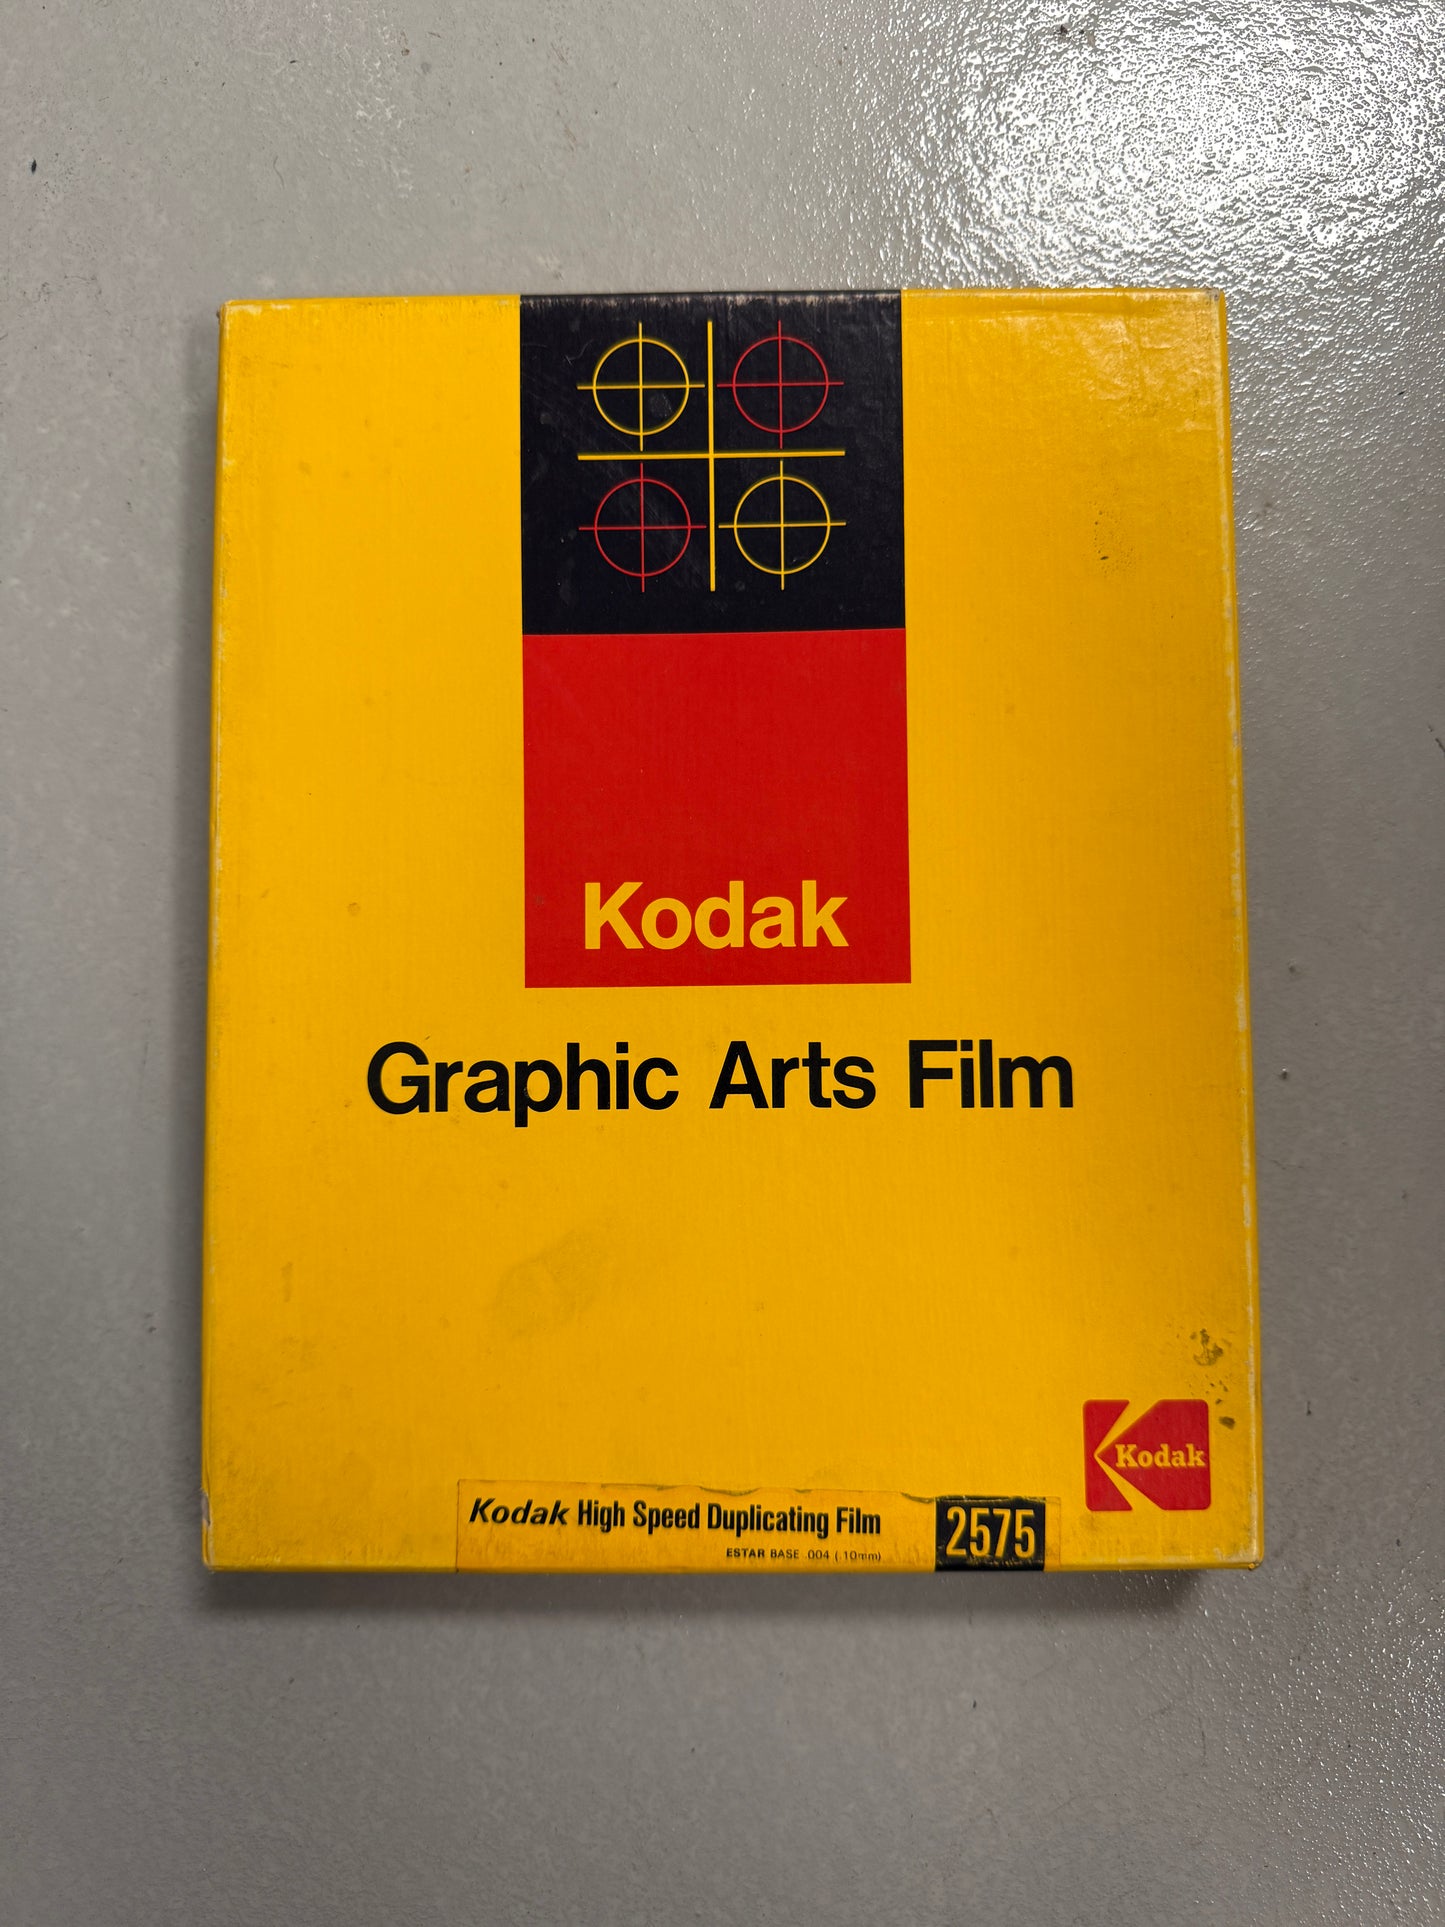 Kodak
Graphic Arts Film
Kodak
Kodak High Speed Duplicating Film 2575
ESTAR BASE .004 (.10mm)